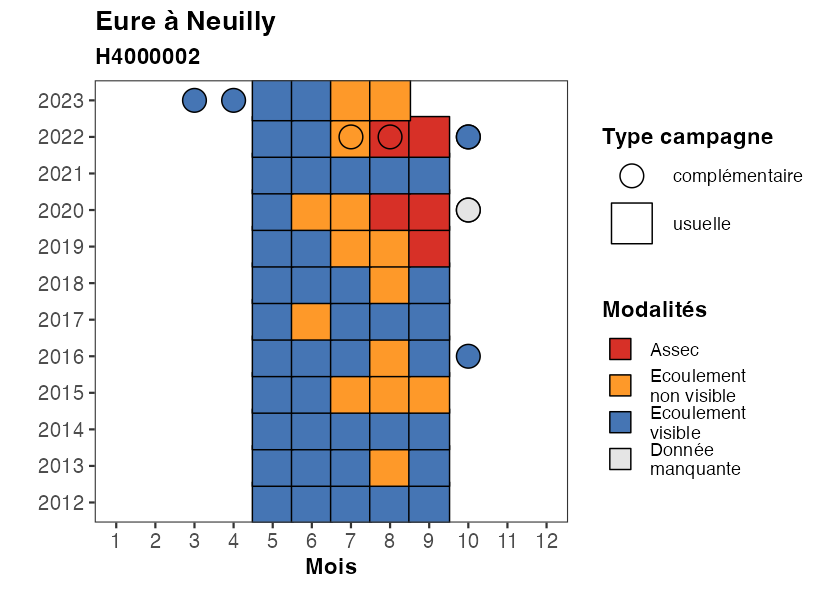 Eure à Neuilly
H4000002
2023
2022
2021
2020
2019
2018
2017
2016
2015
2014
2013
2012
1 2 3 4 5 6 7 8 9 10 11 12
Mois
Type campagne
complémentaire
usuelle
Modalités
Assec
Ecoulement
non visible
Ecoulement
visible
Donnée
manquante